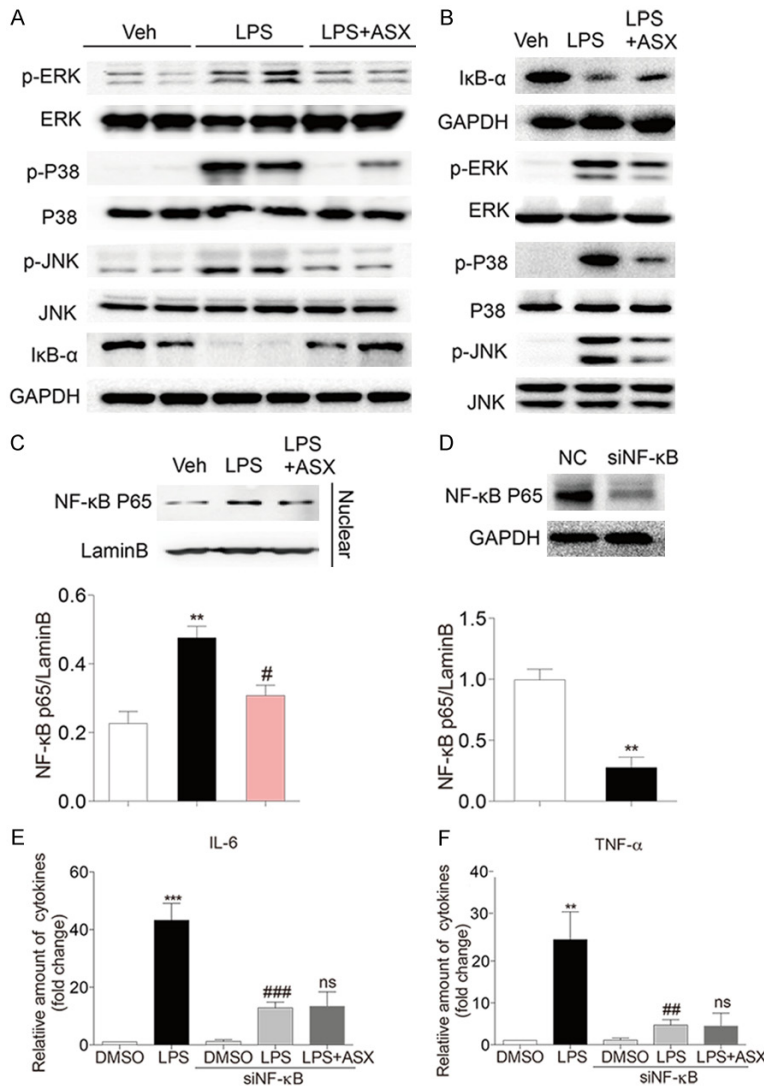 A
Veh LPS LPS+ASX
p-ERK
ERK
p-P38
P38
p-JNK
JNK
IκB-α
GAPDH
B
Veh LPS LPS
+ASX
IκB-α
GAPDH
p-ERK
ERK
p-P38
P38
p-JNK
JNK
C
Veh LPS LPS
+ASX
NF-κB P65
LaminB
Nuclear
NF-κB p65/LaminB
0.6
0.4
0.2
0.0
**
#
D
NC siNF-κB
NF-κB P65
GAPDH
NF-κB p65/LaminB
1.5
1.0
0.5
0.0
**
E
IL-6
Relatiive amount of cytokines
(fold change)
60
40
20
0
***
###
ns
DMSO LPS DMSO LPS LPS+ASX
siNF-κB
F
TNF-α
Relatiive amount of cytokines
(fold change)
40
30
20
10
0
**
##
ns
DMSO LPS DMSO LPS LPS+ASX
siNF-κB